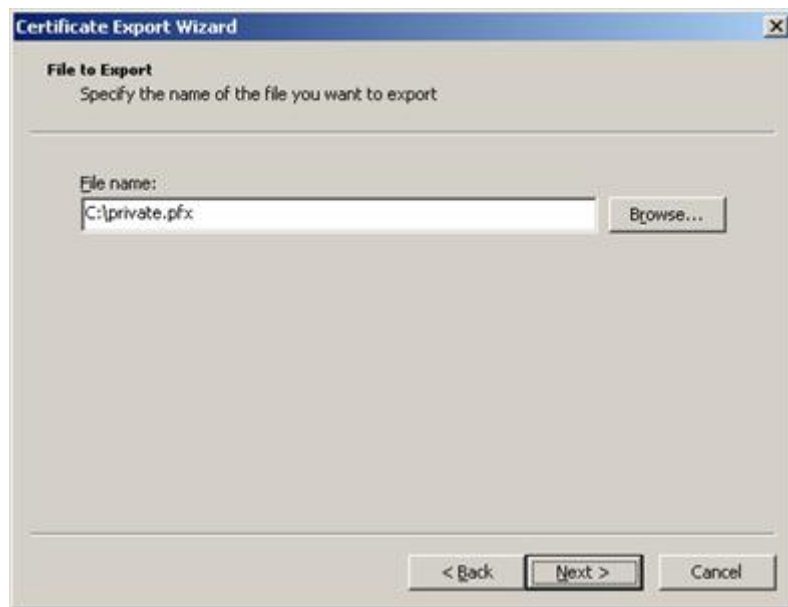 Certificate Export Wizard
File to Export
Specify the name of the file you want to export
File name:
C:\private.pfx
Browse...
< Back
Next >
Cancel